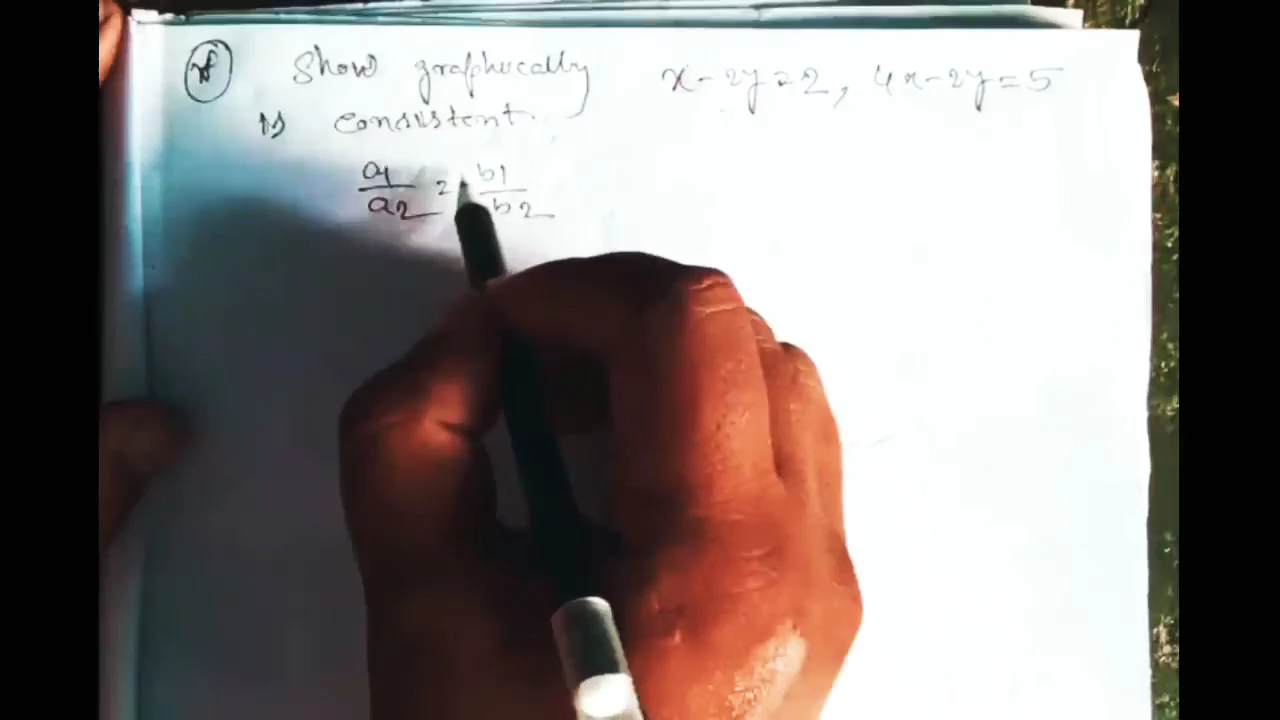 Show graphically x-2y=2, 4x-2y=5
is consistent.
a1/a2 = b1/b2